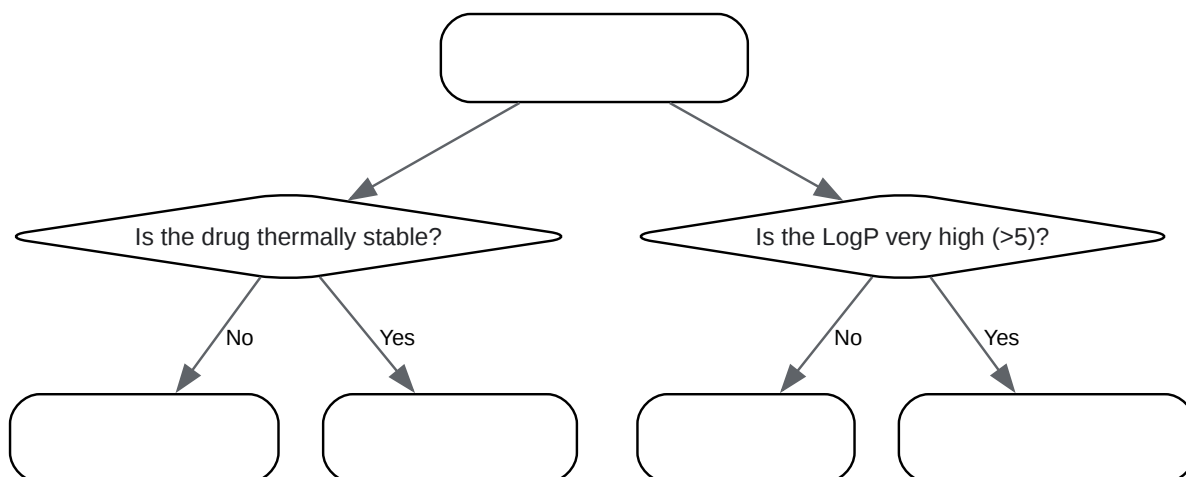 Is the drug thermally stable?
Is the LogP very high (>5)?
No
Yes
No
Yes